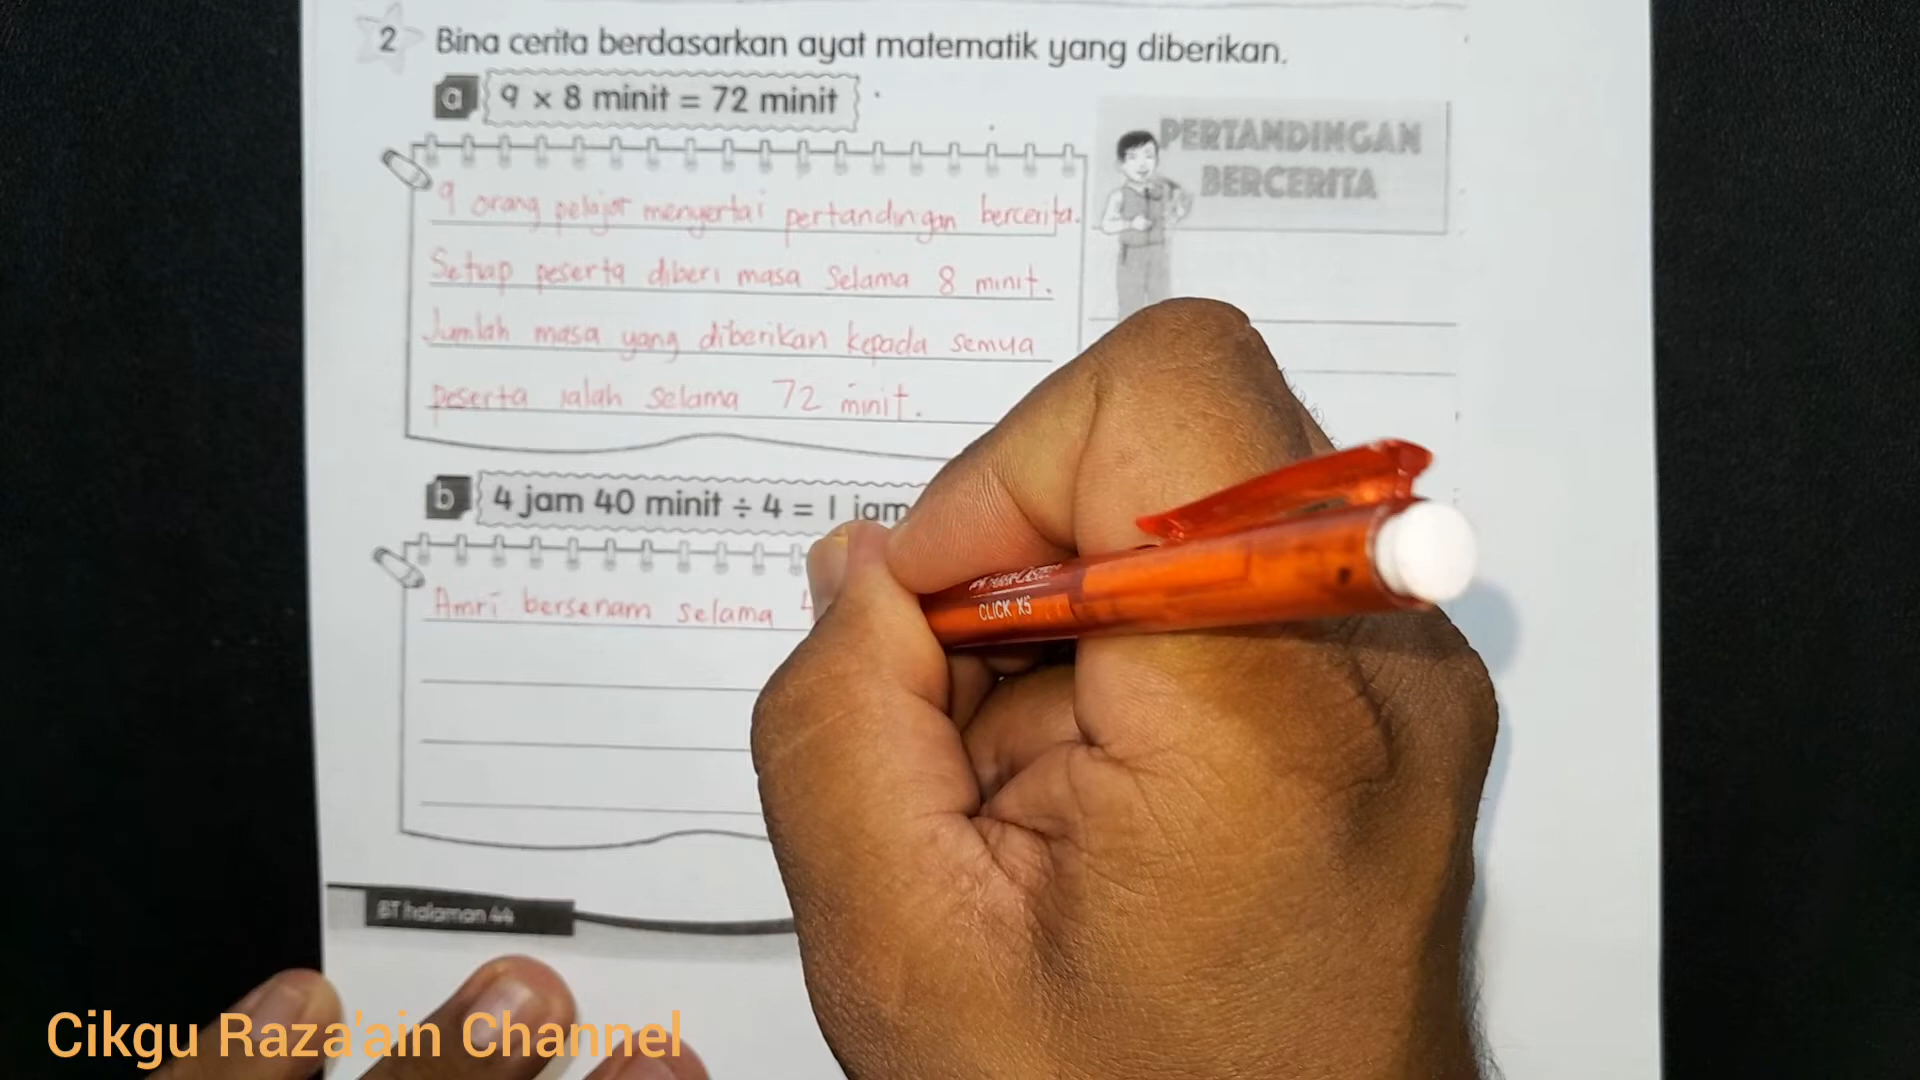 2 Bina cerita berdasarkan ayat matematik yang diberikan.
a 9 × 8 minit = 72 minit
PERTANDINGAN
BERCERITA
9 orang pelajar menyertai pertandingan bercerita.
Setiap peserta diberi masa selama 8 minit.
Jumlah masa yang diberikan kepada semua
peserta ialah selama 72 minit.
b 4 jam 40 minit ÷ 4 = 1 jam
Amri bersenam selama 4
CLICK X5
BT halaman 44
Cikgu Raza'ain Channel